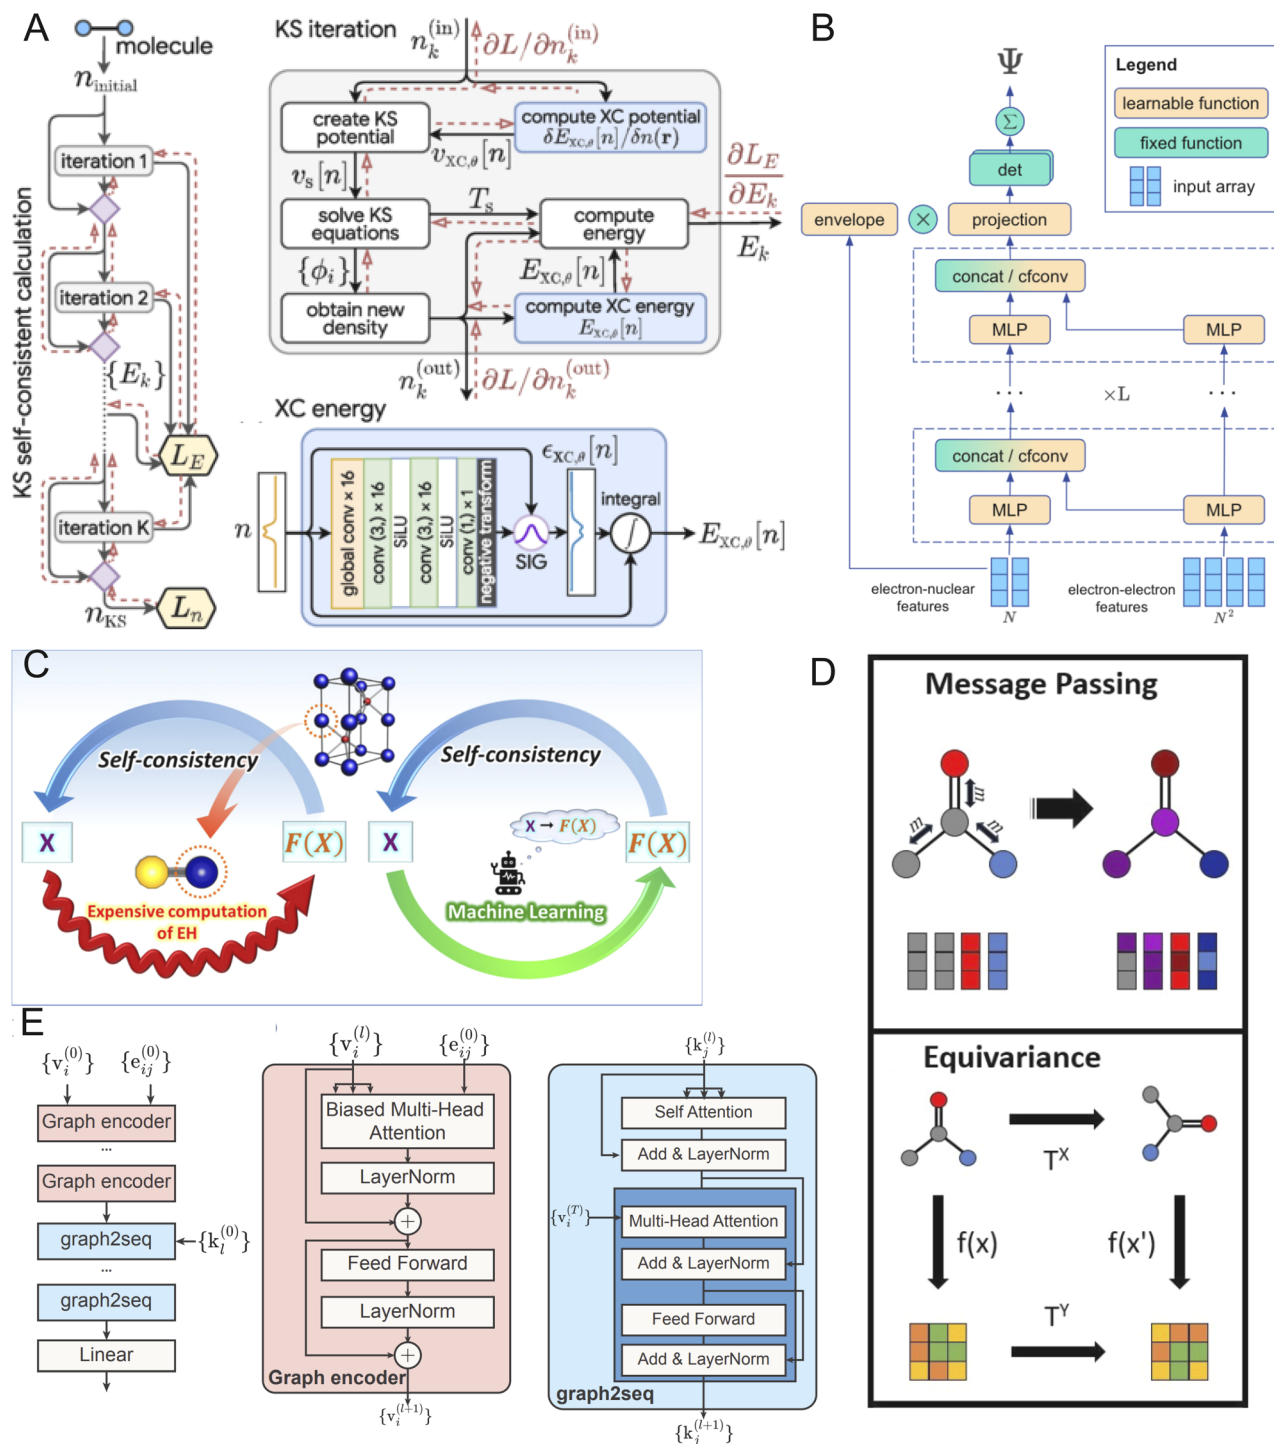 A
molecule
n_initial
KS self-consistent calculation
iteration 1
iteration 2
{E_k}
L_E
iteration K
n_KS
L_n
KS iteration
n_k^(in)
∂L/∂n_k^(in)
create KS
potential
compute XC potential
δE_XC,θ[n]/δn(r)
v_XC,θ[n]
v_s[n]
T_s
solve KS
equations
compute
energy
∂L_E
∂E_k
E_k
{ϕ_i}
E_XC,θ[n]
obtain new
density
compute XC energy
E_XC,θ[n]
n_k^(out)
∂L/∂n_k^(out)
XC energy
n
global conv × 16
conv (3,) × 16
SiLU
conv (3,) × 16
SiLU
conv (1,) × 1
negative transform
SIG
ϵ_XC,θ[n]
integral
∫
E_XC,θ[n]
B
Ψ
Σ
det
envelope
×
projection
Legend
learnable function
fixed function
input array
concat / cfconv
MLP
MLP
...
×L
...
concat / cfconv
MLP
MLP
electron-nuclear
features
N
electron-electron
features
N²
C
Self-consistency
X
F(X)
Expensive computation
of EH
Self-consistency
X
X → F(X)
F(X)
Machine Learning
D
Message Passing
m
m
m
Equivariance
T^X
f(x)
f(x')
T^Y
E
{v_i^(0)}
{e_ij^(0)}
Graph encoder
...
Graph encoder
graph2seq
{k_l^(0)}
...
graph2seq
Linear
{v_i^(l)}
{e_ij^(0)}
Biased Multi-Head
Attention
LayerNorm
+
Feed Forward
LayerNorm
+
Graph encoder
{v_i^(l+1)}
{k_j^(l)}
Self Attention
Add & LayerNorm
{v_i^(T)}
Multi-Head Attention
Add & LayerNorm
Feed Forward
Add & LayerNorm
graph2seq
{k_j^(l+1)}